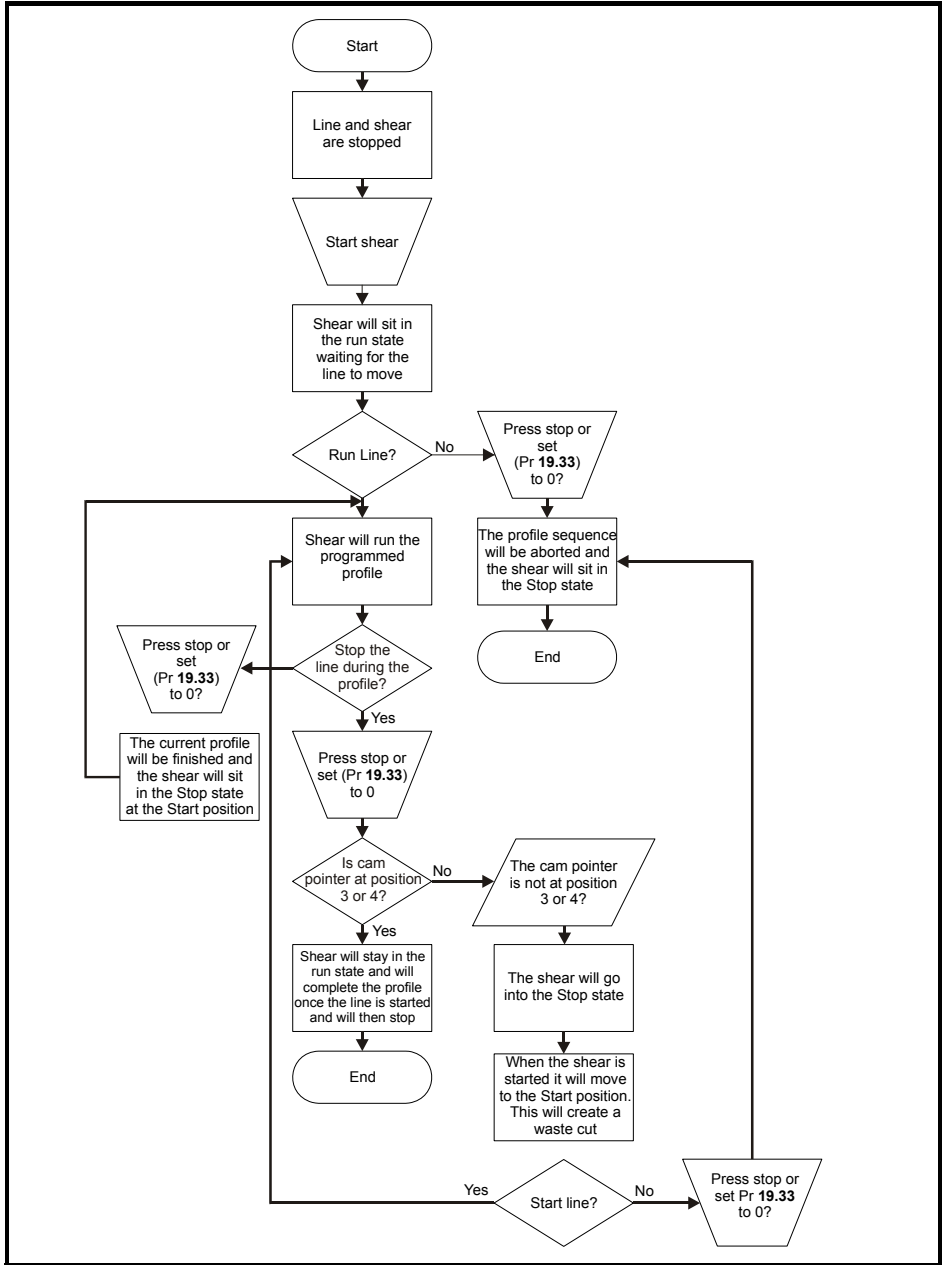 Start
Line and shear
are stopped
Start shear
Shear will sit in
the run state
waiting for the
line to move
Run Line?
No
Press stop or
set
(Pr 19.33)
to 0?
Shear will run the
programmed
profile
The profile sequence
will be aborted and
the shear will sit in
the Stop state
End
Stop the
line during the
profile?
Press stop or
set
(Pr 19.33)
to 0?
The current profile
will be finished and
the shear will sit
in the Stop state
at the Start position
Yes
Press stop or
set (Pr 19.33)
to 0
Is cam
pointer at position
3 or 4?
No
The cam pointer
is not at position
3 or 4?
Yes
Shear will stay in the
run state and will
complete the profile
once the line is started
and will then stop
End
The shear will go
into the Stop state
When the shear is
started it will move
to the Start position.
This will create a
waste cut
Yes
Start line?
No
Press stop or
set Pr 19.33
to 0?